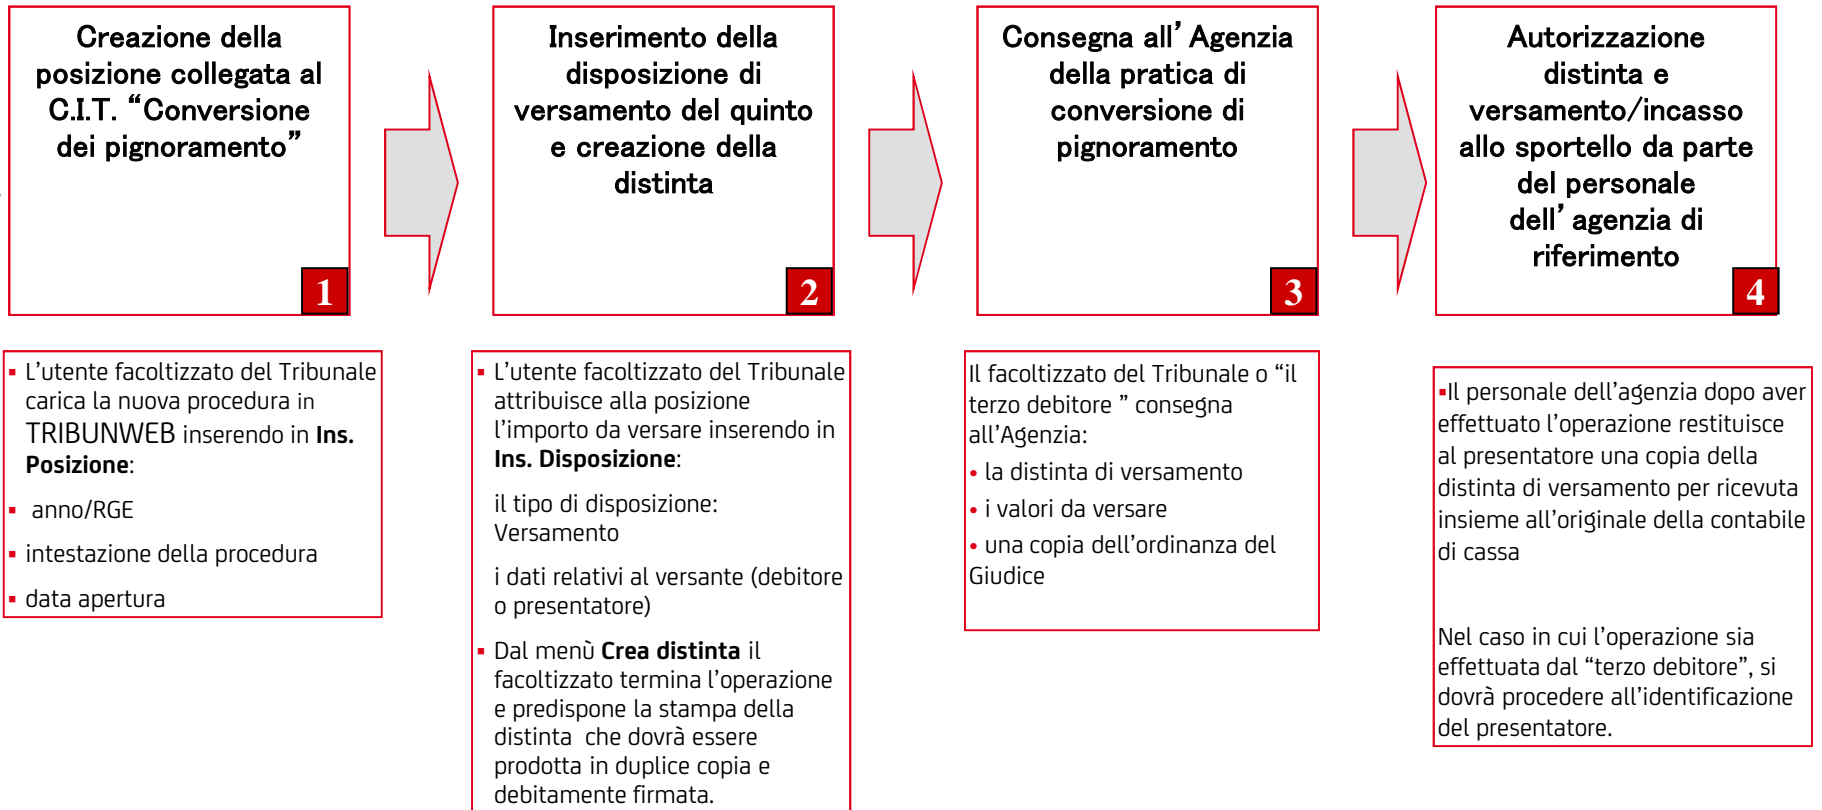 Creazione della
posizione collegata al
C.I.T. “Conversione
dei pignoramento”
1
Inserimento della
disposizione di
versamento del quinto
e creazione della
distinta
2
Consegna all’Agenzia
della pratica di
conversione di
pignoramento
3
Autorizzazione
distinta e
versamento/incasso
allo sportello da parte
del personale
dell’agenzia di
riferimento
4
▪ L’utente facoltizzato del Tribunale
carica la nuova procedura in
TRIBUNWEB inserendo in Ins.
Posizione:
▪ anno/RGE
▪ intestazione della procedura
▪ data apertura
▪ L’utente facoltizzato del Tribunale
attribuisce alla posizione
l’importo da versare inserendo in
Ins. Disposizione:
il tipo di disposizione:
Versamento
i dati relativi al versante (debitore
o presentatore)
▪ Dal menù Crea distinta il
facoltizzato termina l’operazione
e predispone la stampa della
distinta che dovrà essere
prodotta in duplice copia e
debitamente firmata.
Il facoltizzato del Tribunale o “il
terzo debitore ” consegna
all’Agenzia:
• la distinta di versamento
• i valori da versare
• una copia dell’ordinanza del
Giudice
▪Il personale dell’agenzia dopo aver
effettuato l’operazione restituisce
al presentatore una copia della
distinta di versamento per ricevuta
insieme all’originale della contabile
di cassa
Nel caso in cui l’operazione sia
effettuata dal “terzo debitore”, si
dovrà procedere all’identificazione
del presentatore.